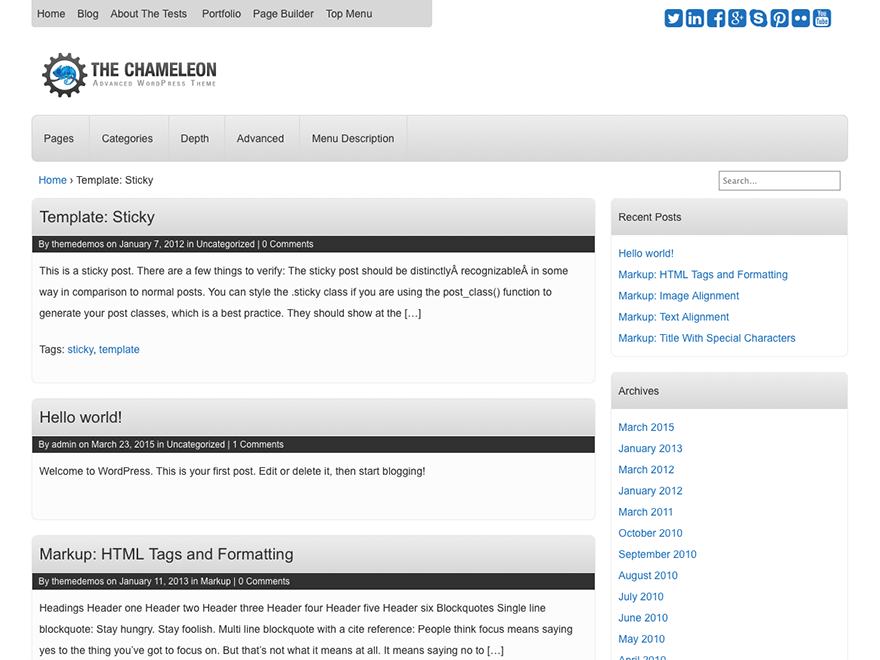 Home Blog About The Tests Portfolio Page Builder Top Menu
You Tube
THE CHAMELEON
ADVANCED WORDPRESS THEME
Pages Categories Depth Advanced Menu Description
Home › Template: Sticky
Search...
Template: Sticky
By themedemos on January 7, 2012 in Uncategorized | 0 Comments
This is a sticky post. There are a few things to verify: The sticky post should be distinctlyÂ recognizableÂ in some
way in comparison to normal posts. You can style the .sticky class if you are using the post_class() function to
generate your post classes, which is a best practice. They should show at the […]
Tags: sticky, template
Hello world!
By admin on March 23, 2015 in Uncategorized | 1 Comments
Welcome to WordPress. This is your first post. Edit or delete it, then start blogging!
Markup: HTML Tags and Formatting
By themedemos on January 11, 2013 in Markup | 0 Comments
Headings Header one Header two Header three Header four Header five Header six Blockquotes Single line
blockquote: Stay hungry. Stay foolish. Multi line blockquote with a cite reference: People think focus means saying
yes to the thing you've got to focus on. But that's not what it means at all. It means saying no to […]
Recent Posts
Hello world!
Markup: HTML Tags and Formatting
Markup: Image Alignment
Markup: Text Alignment
Markup: Title With Special Characters
Archives
March 2015
January 2013
March 2012
January 2012
March 2011
October 2010
September 2010
August 2010
July 2010
June 2010
May 2010
April 2010